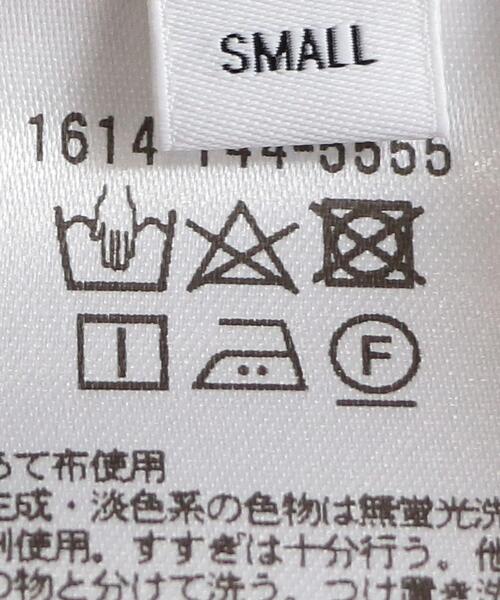 SMALL
1614 144-5555
F
て布使用
成・淡色系の色物は無蛍光洗
使用。すすぎは十分行う。他
物と分けて洗う。つけ置き洗